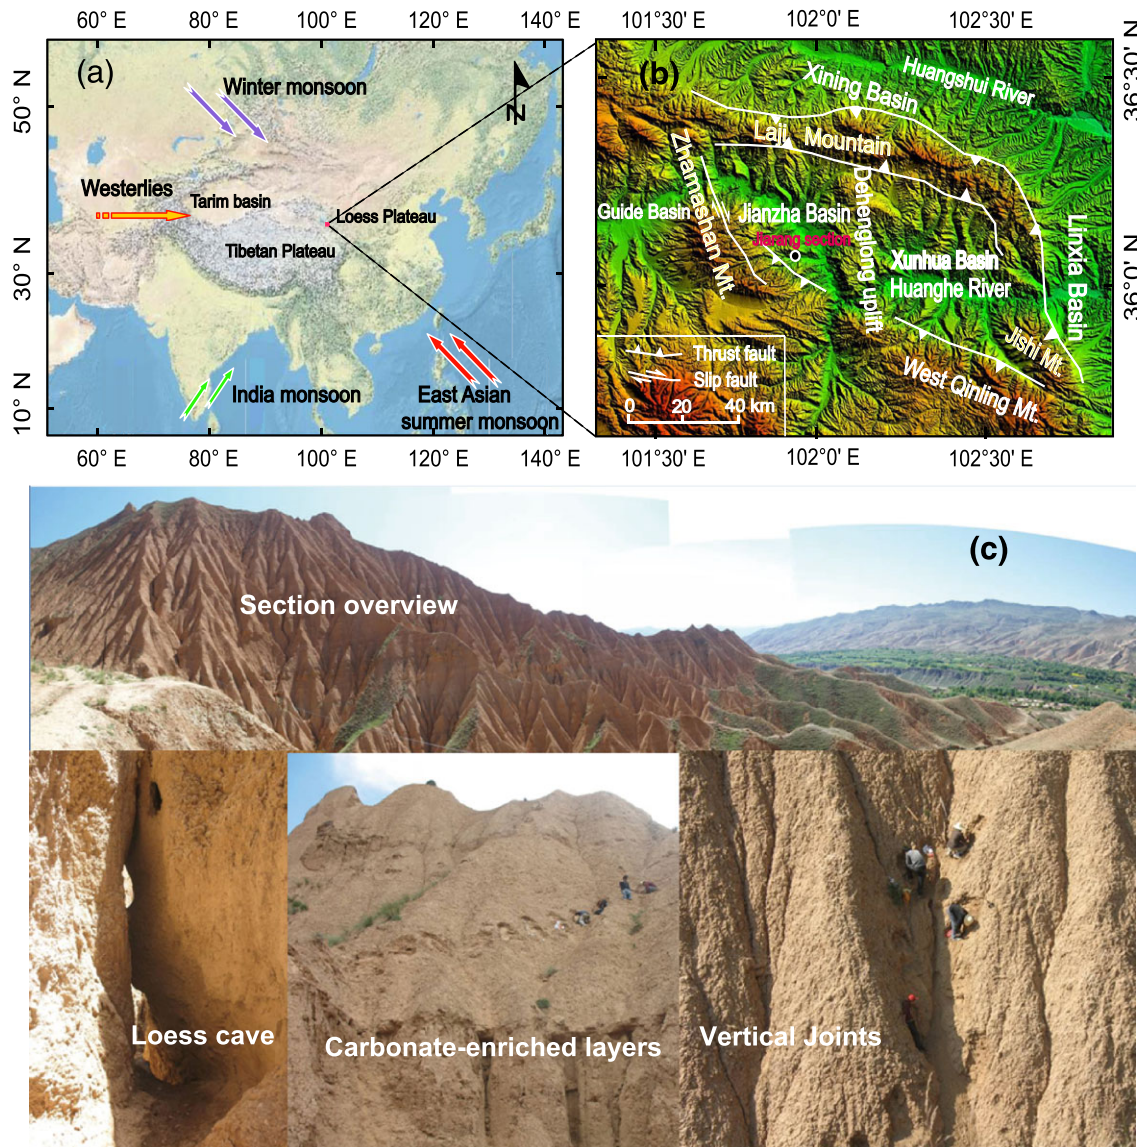 60° E
80° E
100° E
120° E
140° E
101°30' E
102°0' E
102°30' E
50° N
30° N
10° N
(a)
Winter monsoon
N
Westerlies
Tarim basin
Loess Plateau
Tibetan Plateau
India monsoon
East Asian
summer monsoon
60° E
80° E
100° E
120° E
140° E
(b)
Huangshui River
Xining Basin
Laji Mountain
Zhamashan Mt.
Dehenglong uplift
Guide Basin
Jianzha Basin
Jiarang section
Xunhua Basin
Huanghe River
Linxia Basin
Jishi Mt.
West Qinling Mt.
Thrust fault
Slip fault
0 20 40 km
36°30' N
36°0' N
101°30' E
102°0' E
102°30' E
(c)
Section overview
Loess cave
Carbonate-enriched layers
Vertical Joints